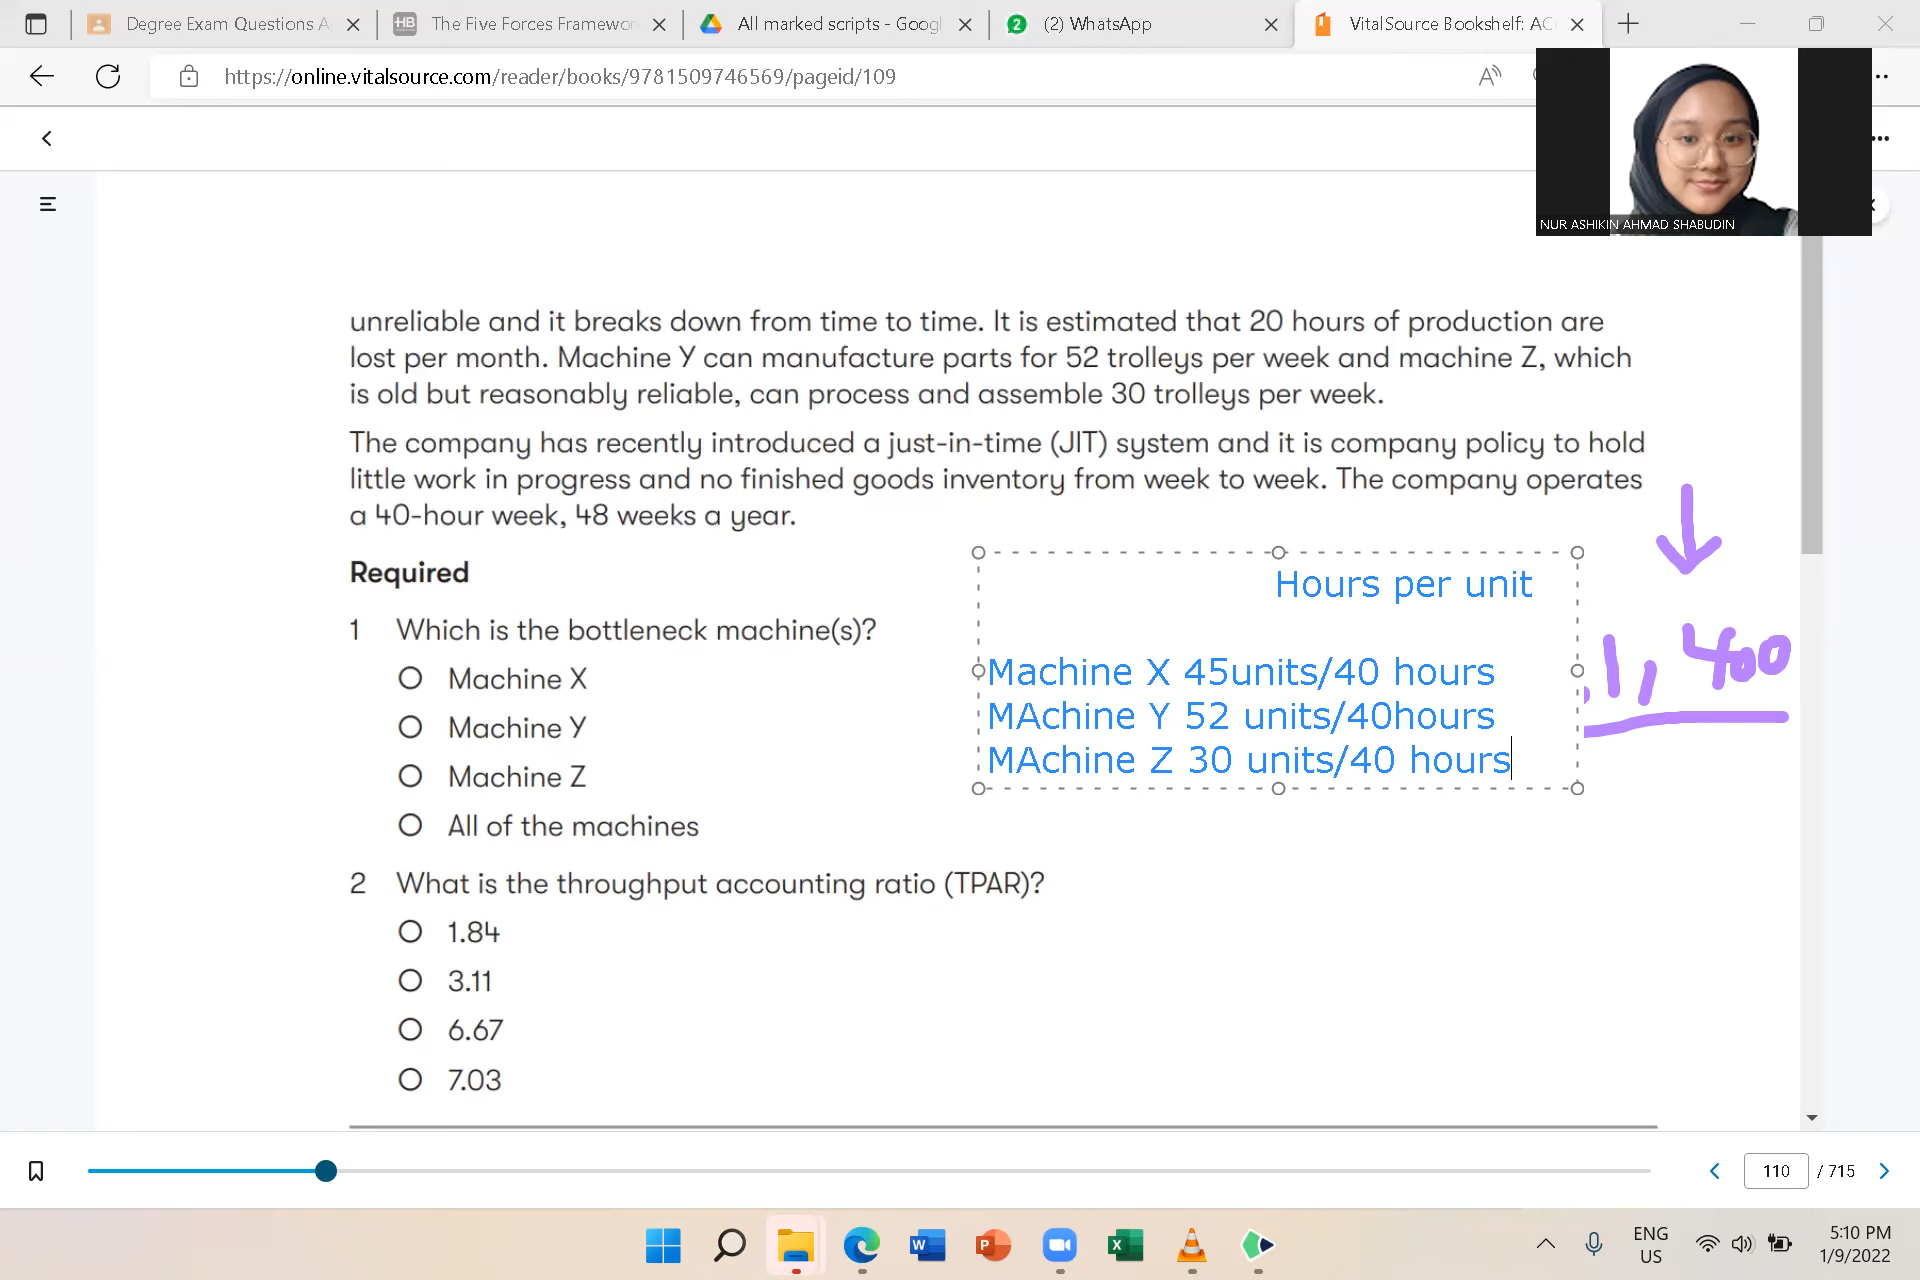 Degree Exam Questions A
The Five Forces Framewor
All marked scripts - Googl
(2) WhatsApp
VitalSource Bookshelf: AC
https://online.vitalsource.com/reader/books/9781509746569/pageid/109
NUR ASHIKIN AHMAD SHABUDIN
unreliable and it breaks down from time to time. It is estimated that 20 hours of production are
lost per month. Machine Y can manufacture parts for 52 trolleys per week and machine Z, which
is old but reasonably reliable, can process and assemble 30 trolleys per week.
The company has recently introduced a just-in-time (JIT) system and it is company policy to hold
little work in progress and no finished goods inventory from week to week. The company operates
a 40-hour week, 48 weeks a year.
Required
1 Which is the bottleneck machine(s)?
Machine X
Machine Y
Machine Z
All of the machines
Hours per unit
Machine X 45units/40 hours
MAchine Y 52 units/40hours
MAchine Z 30 units/40 hours
1, 400
2 What is the throughput accounting ratio (TPAR)?
1.84
3.11
6.67
7.03
110 / 715
ENG
US
5:10 PM
1/9/2022